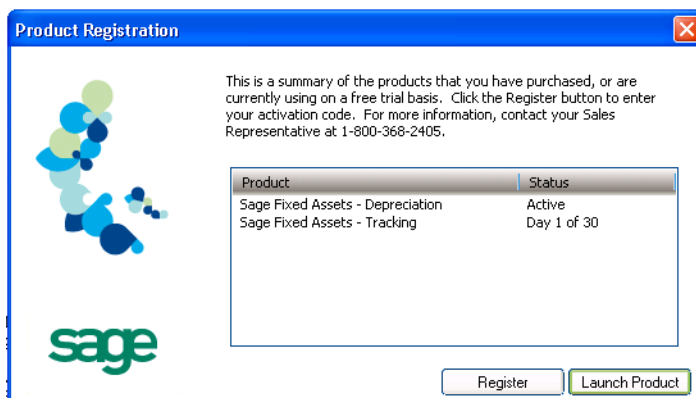 Product Registration
This is a summary of the products that you have purchased, or are
currently using on a free trial basis.  Click the Register button to enter
your activation code.  For more information, contact your Sales
Representative at 1-800-368-2405.
Product Status
Sage Fixed Assets - Depreciation Active
Sage Fixed Assets - Tracking Day 1 of 30
sage
Register Launch Product